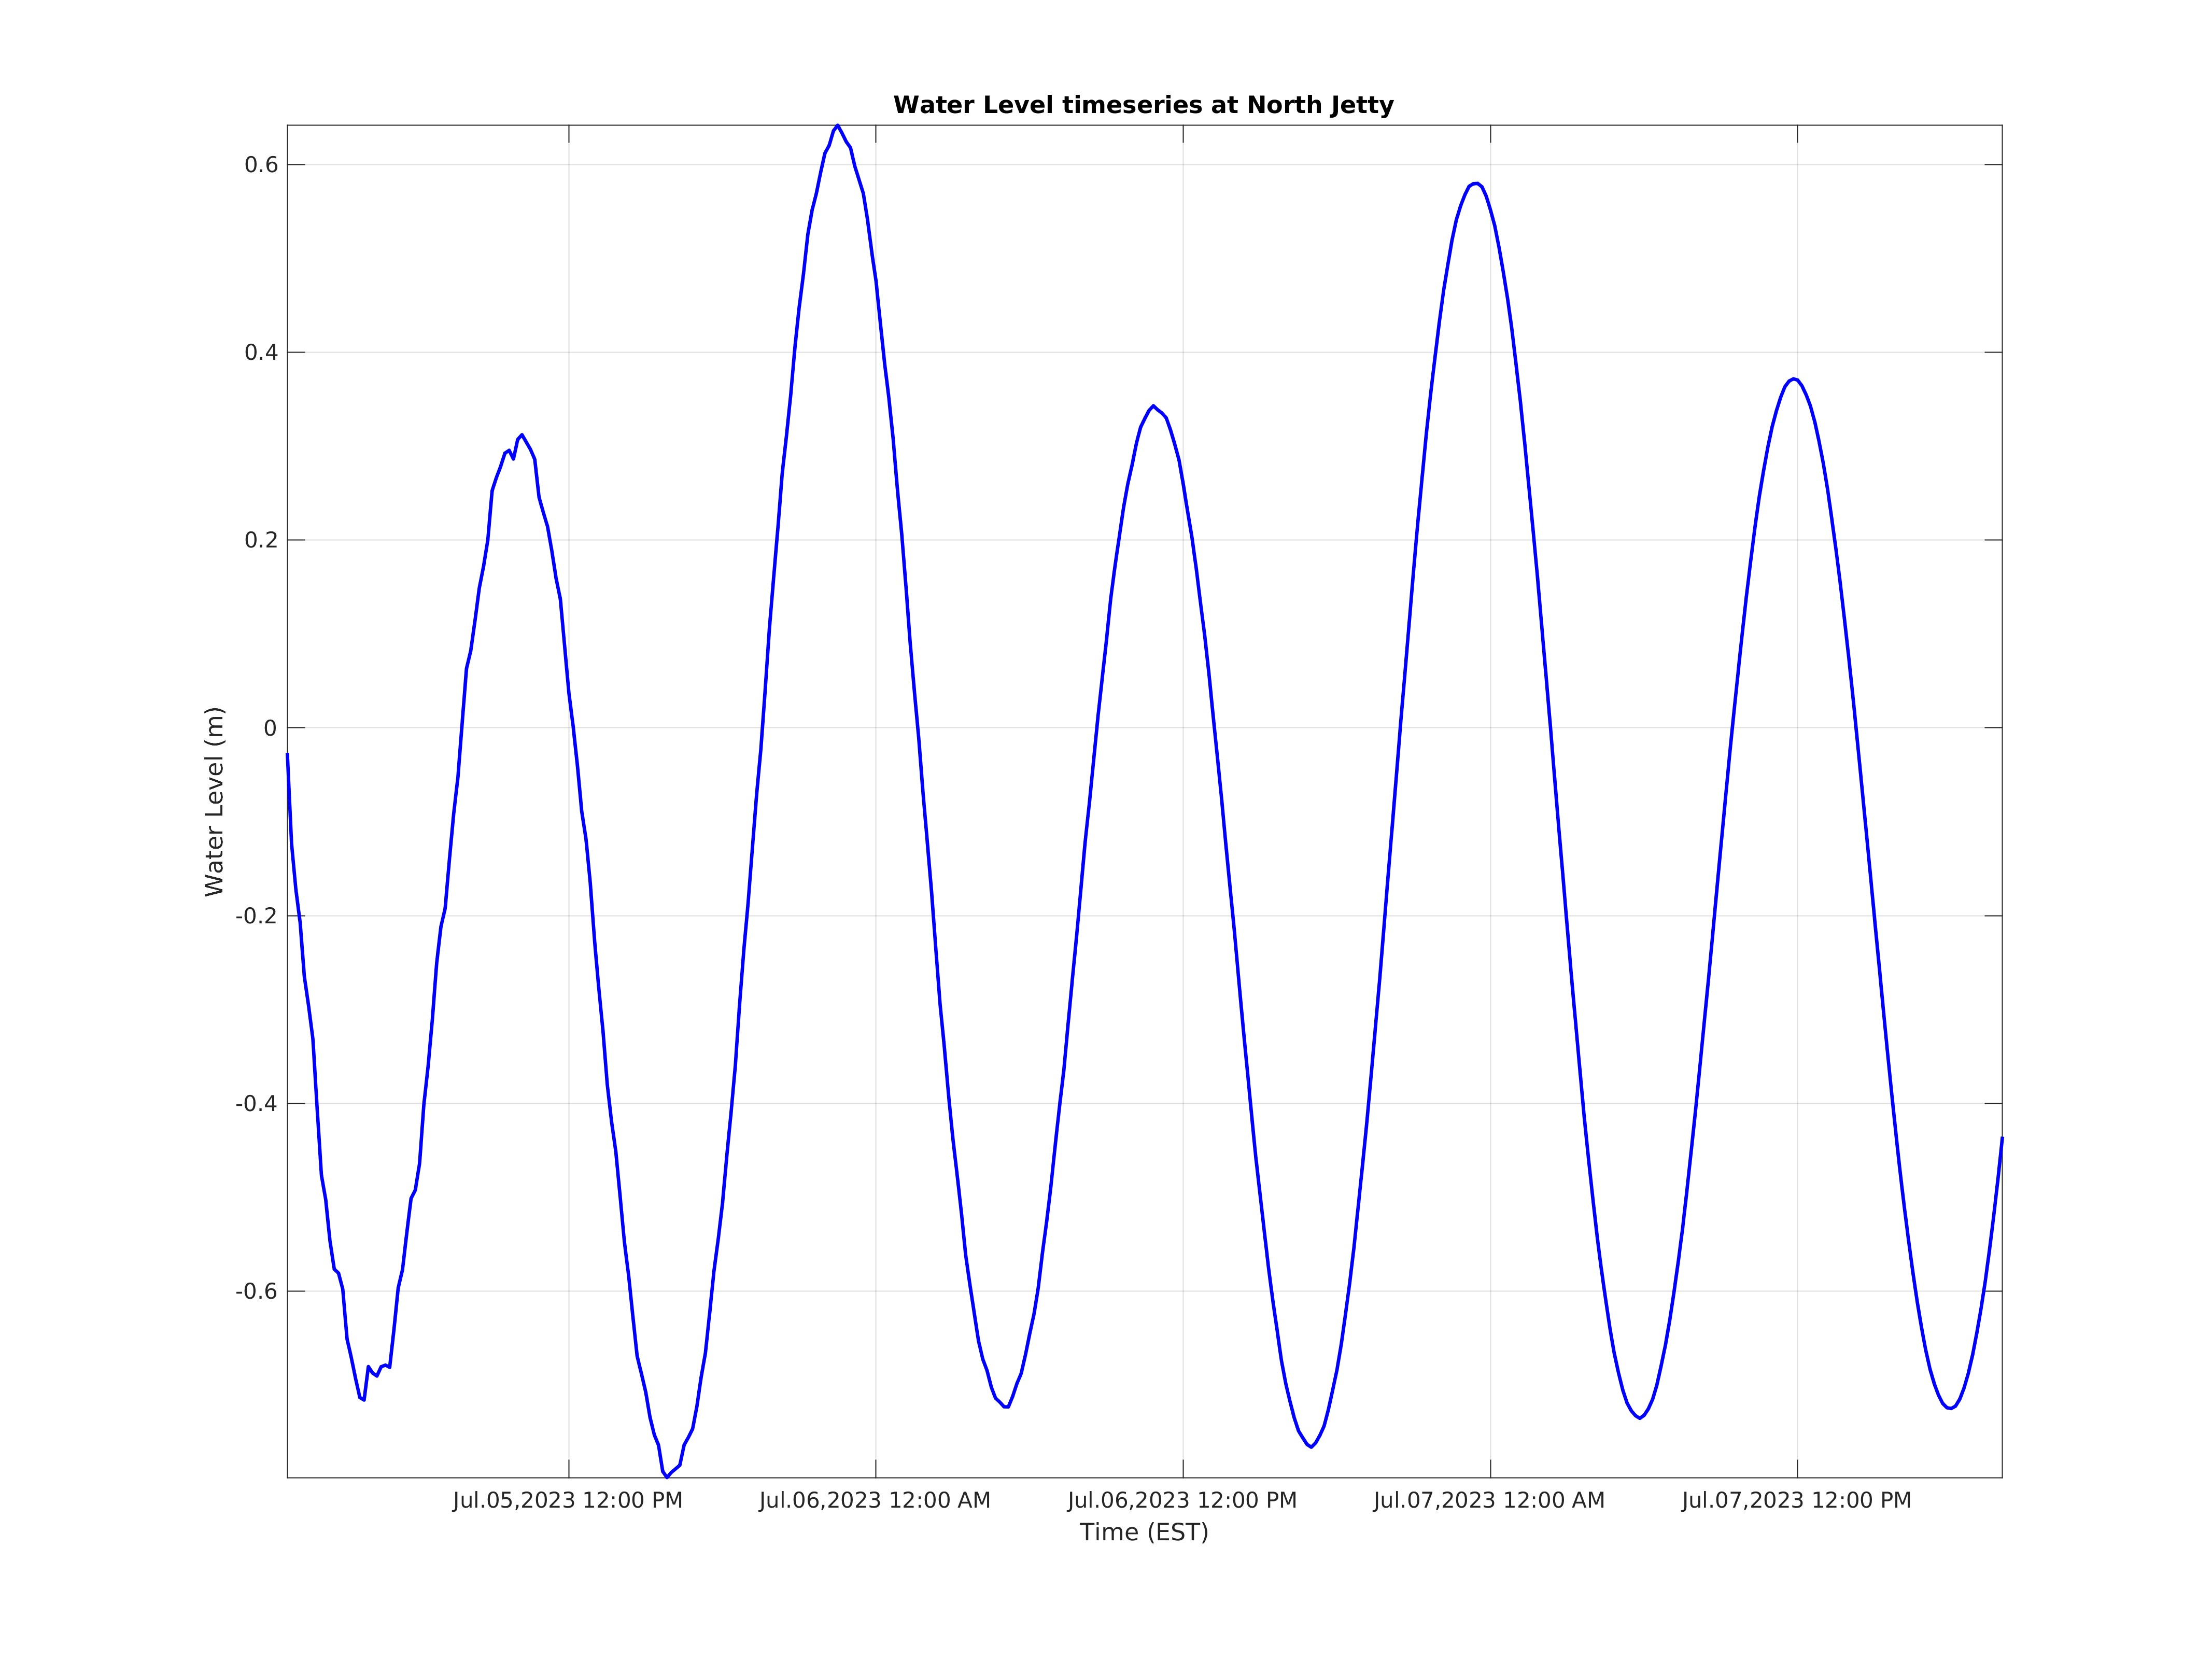 Water Level timeseries at North Jetty
0.6
0.4
0.2
0
-0.2
-0.4
-0.6
Water Level (m)
Jul.05,2023 12:00 PM
Jul.06,2023 12:00 AM
Jul.06,2023 12:00 PM
Jul.07,2023 12:00 AM
Jul.07,2023 12:00 PM
Time (EST)